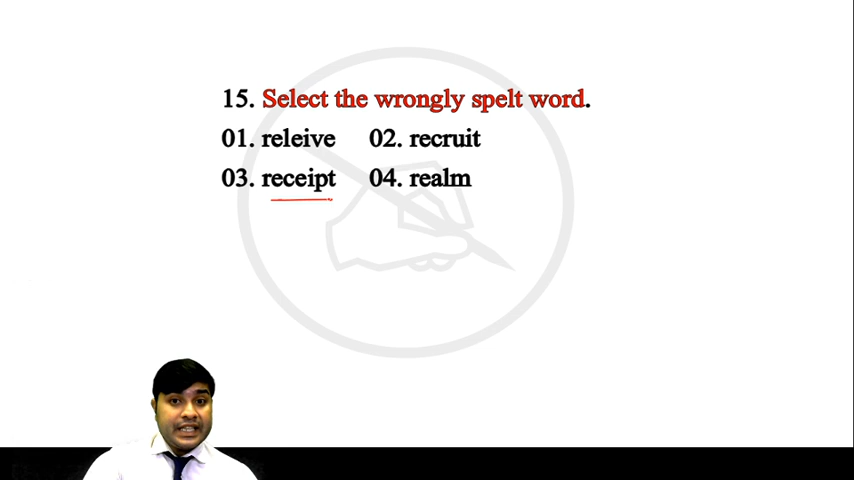 15. Select the wrongly spelt word.
01. releive 02. recruit
03. receipt 04. realm